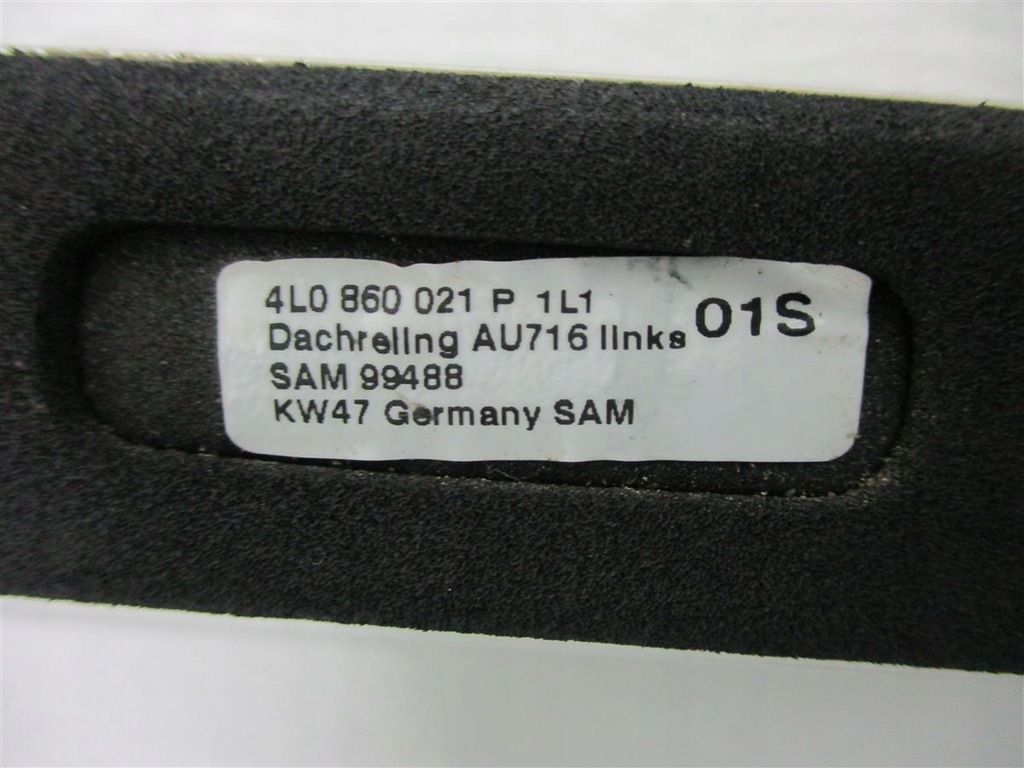 4L0 860 021 P 1L1
01S
Dachreling AU716 links
SAM 99488
KW47 Germany SAM